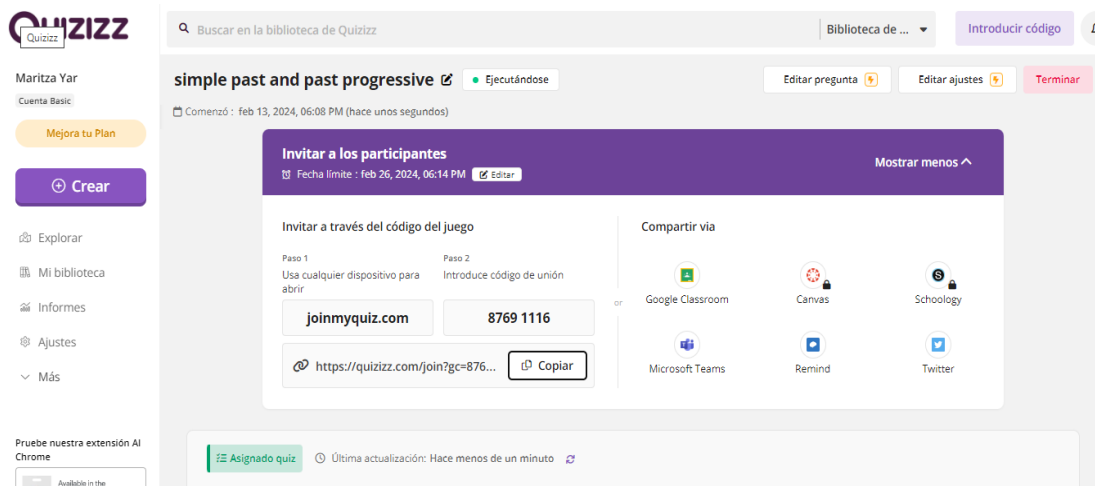 QUIZIZZ
Quizizz
Buscar en la biblioteca de Quizizz
Biblioteca de ...
Introducir código
Maritza Yar
Cuenta Basic
Mejora tu Plan
Crear
Explorar
Mi biblioteca
Informes
Ajustes
Más
Pruebe nuestra extensión AI
Chrome
Available in the
simple past and past progressive
Ejecutándose
Editar pregunta
Editar ajustes
Terminar
Comenzó : feb 13, 2024, 06:08 PM (hace unos segundos)
Invitar a los participantes
Fecha límite : feb 26, 2024, 06:14 PM
Editar
Mostrar menos
Invitar a través del código del juego
Paso 1
Usa cualquier dispositivo para
abrir
joinmyquiz.com
Paso 2
Introduce código de unión
8769 1116
https://quizizz.com/join?gc=876...
Copiar
or
Compartir via
Google Classroom
Canvas
Schoology
Microsoft Teams
Remind
Twitter
Asignado quiz
Última actualización: Hace menos de un minuto